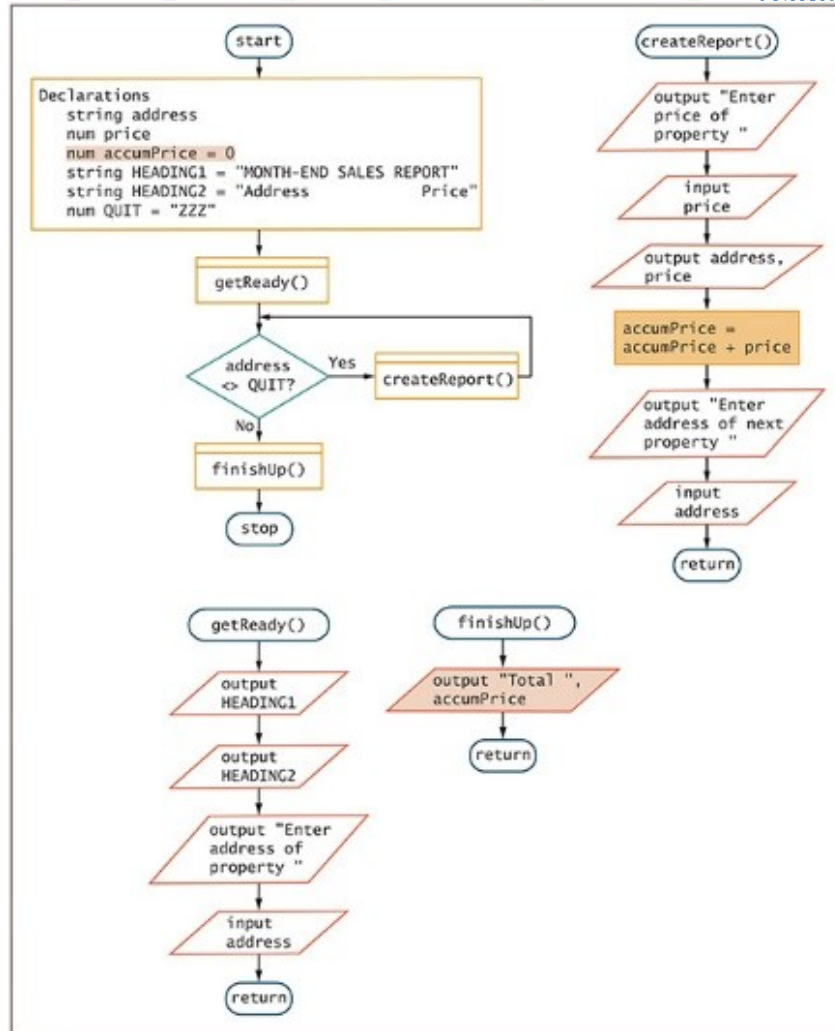 start
Declarations
string address
num price
num accumPrice = 0
string HEADING1 = "MONTH-END SALES REPORT"
string HEADING2 = "Address Price"
num QUIT = "ZZZ"
getReady()
address
<> QUIT?
Yes
createReport()
No
finishUp()
stop
createReport()
output "Enter
price of
property "
input
price
output address,
price
accumPrice =
accumPrice + price
output "Enter
address of next
property "
input
address
return
getReady()
output
HEADING1
output
HEADING2
output "Enter
address of
property "
input
address
return
finishUp()
output "Total ",
accumPrice
return